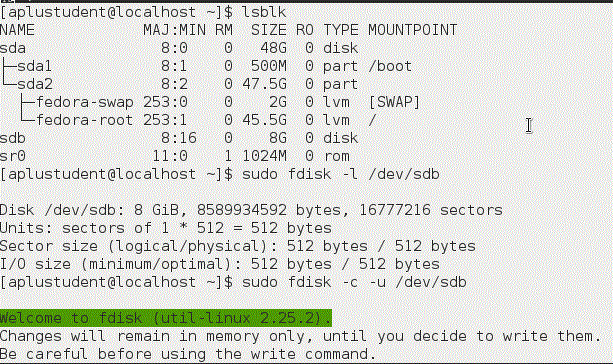 [aplustudent@localhost ~]$ lsblk
NAME            MAJ:MIN RM  SIZE RO TYPE MOUNTPOINT
sda               8:0    0   48G  0 disk
├─sda1            8:1    0  500M  0 part /boot
└─sda2            8:2    0 47.5G  0 part
  ├─fedora-swap 253:0    0    2G  0 lvm  [SWAP]
  └─fedora-root 253:1    0 45.5G  0 lvm  /
sdb               8:16   0    8G  0 disk
sr0              11:0    1 1024M  0 rom
[aplustudent@localhost ~]$ sudo fdisk -l /dev/sdb
Disk /dev/sdb: 8 GiB, 8589934592 bytes, 16777216 sectors
Units: sectors of 1 * 512 = 512 bytes
Sector size (logical/physical): 512 bytes / 512 bytes
I/O size (minimum/optimal): 512 bytes / 512 bytes
[aplustudent@localhost ~]$ sudo fdisk -c -u /dev/sdb
Welcome to fdisk (util-linux 2.25.2).
Changes will remain in memory only, until you decide to write them.
Be careful before using the write command.